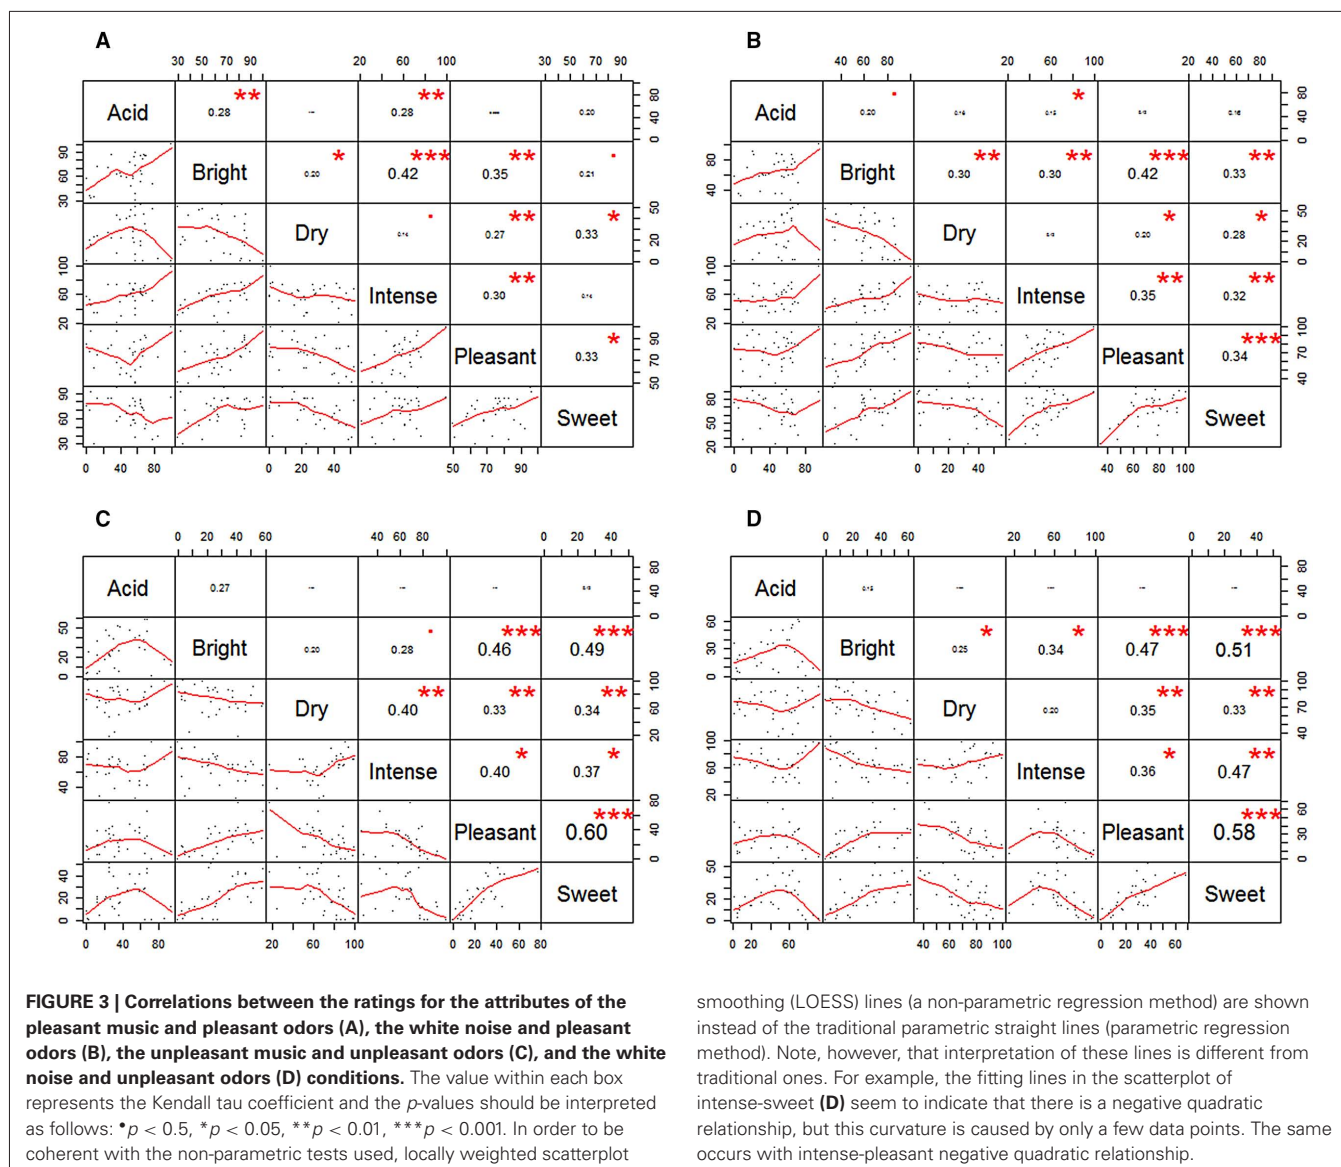 A
30 50 70 90
20 60 100
30 50 70 90
Acid
0.28
**
0.28
**
0.20
0 40 80
30 60 90
Bright
0.20
*
0.42
***
0.35
**
0.21
.
Dry
0.14
.
0.27
**
0.33
*
0 20 50
20 60 100
Intense
0.30
**
0.14
Pleasant
0.33
*
50 70 90
30 60 90
Sweet
0 40 80
0 20 40
50 70 90
B
40 60 80
20 60 100
20 40 60 80
Acid
0.20
.
0.16
0.15
*
0.13
0.16
0 40 80
40 80
Bright
0.30
**
0.30
**
0.42
***
0.33
**
Dry
0.13
0.20
*
0.28
*
0 20 50
20 60 100
Intense
0.35
**
0.32
**
Pleasant
0.34
***
40 70 100
20 40 60 80
Sweet
0 40 80
0 20 40
40 60 80 100
C
0 20 40 60
40 60 80
0 20 40
Acid
0.27
0 40 80
0 20 50
Bright
0.20
0.28
.
0.46
***
0.49
***
Dry
0.40
**
0.33
**
0.34
**
20 60 100
40 80
Intense
0.40
*
0.37
*
Pleasant
0.60
***
0 40 80
0 20 40
Sweet
0 40 80
20 60 100
0 20 40 60 80
D
0 20 40 60
20 60 100
0 20 40
Acid
0.15
0 40 80
0 30 60
Bright
0.25
*
0.34
*
0.47
***
0.51
***
Dry
0.20
0.35
**
0.33
**
40 70 100
20 60 100
Intense
0.36
*
0.47
**
Pleasant
0.58
***
0 30 60
0 20 50
Sweet
0 20 60
40 60 80 100
0 20 40 60
FIGURE 3 | Correlations between the ratings for the attributes of the
pleasant music and pleasant odors (A), the white noise and pleasant
odors (B), the unpleasant music and unpleasant odors (C), and the white
noise and unpleasant odors (D) conditions. The value within each box
represents the Kendall tau coefficient and the p-values should be interpreted
as follows: •p < 0.5, *p < 0.05, **p < 0.01, ***p < 0.001. In order to be
coherent with the non-parametric tests used, locally weighted scatterplot
smoothing (LOESS) lines (a non-parametric regression method) are shown
instead of the traditional parametric straight lines (parametric regression
method). Note, however, that interpretation of these lines is different from
traditional ones. For example, the fitting lines in the scatterplot of
intense-sweet (D) seem to indicate that there is a negative quadratic
relationship, but this curvature is caused by only a few data points. The same
occurs with intense-pleasant negative quadratic relationship.